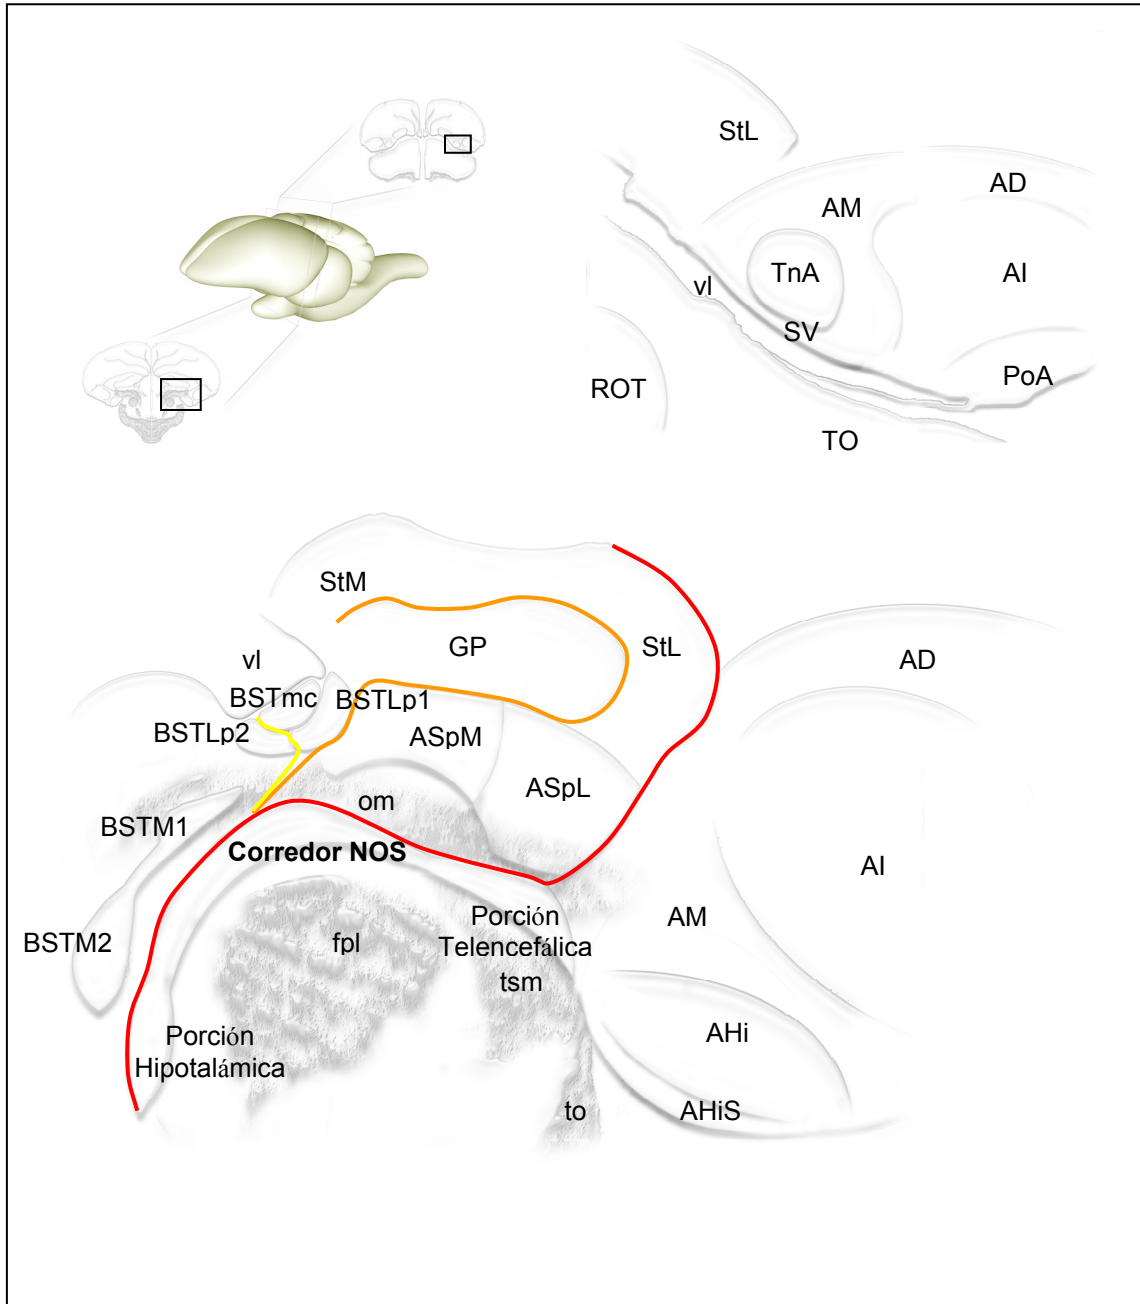 StL
AD
AM
TnA
AI
vl
SV
PoA
ROT
TO
StM
GP
StL
AD
vl
BSTmc
BSTLp1
BSTLp2
ASpM
ASpL
om
BSTM1
Corredor NOS
AI
AM
Porción
Telencefálica
fpl
BSTM2
tsm
Porción
Hipotalámica
AHi
to
AHiS